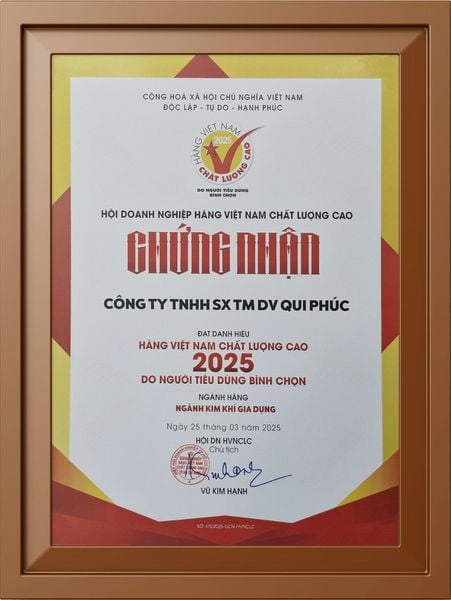 CỘNG HOÀ XÃ HỘI CHỦ NGHĨA VIỆT NAM
ĐỘC LẬP - TỰ DO - HẠNH PHÚC
HÀNG VIỆT NAM
2025
CHẤT LƯỢNG CAO
DO NGƯỜI TIÊU DÙNG
BÌNH CHỌN
HỘI DOANH NGHIỆP HÀNG VIỆT NAM CHẤT LƯỢNG CAO
CHỨNG NHẬN
CÔNG TY TNHH SX TM DV QUI PHÚC
ĐẠT DANH HIỆU
HÀNG VIỆT NAM CHẤT LƯỢNG CAO
2025
DO NGƯỜI TIÊU DÙNG BÌNH CHỌN
NGÀNH HÀNG
NGÀNH KIM KHÍ GIA DỤNG
Ngày 25 tháng 03 năm 2025
HỘI DN HVNCLC
Chủ tịch
VŨ KIM HẠNH